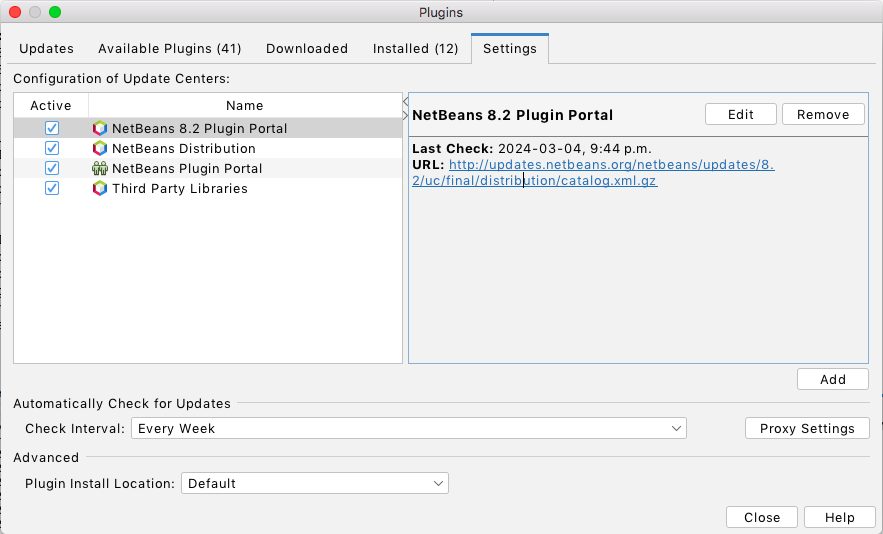 Plugins
Updates Available Plugins (41) Downloaded Installed (12) Settings
Configuration of Update Centers:
Active Name
NetBeans 8.2 Plugin Portal
NetBeans Distribution
NetBeans Plugin Portal
Third Party Libraries
NetBeans 8.2 Plugin Portal Edit Remove
Last Check: 2024-03-04, 9:44 p.m.
URL: http://updates.netbeans.org/netbeans/updates/8.
2/uc/final/distribution/catalog.xml.gz
Add
Automatically Check for Updates
Check Interval: Every Week Proxy Settings
Advanced
Plugin Install Location: Default
Close Help